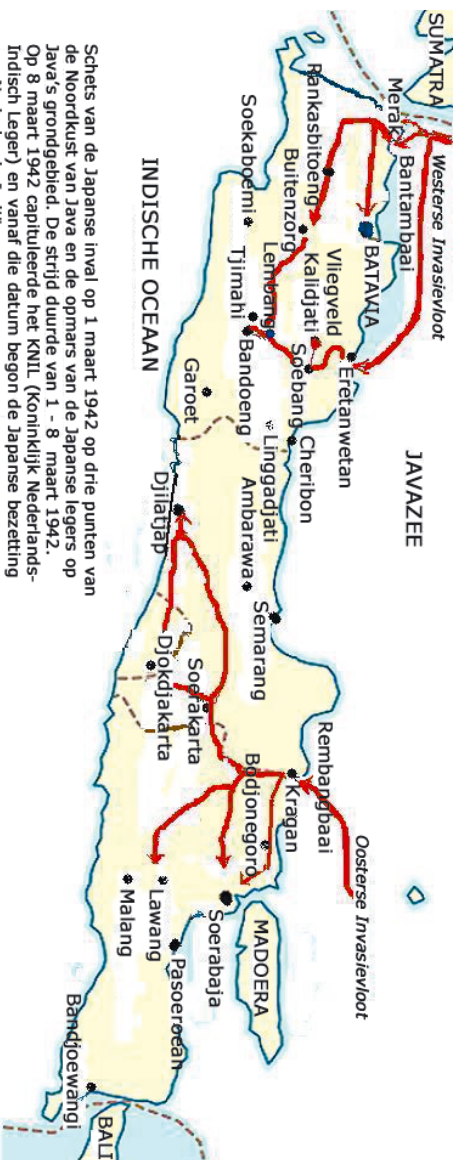 SUMATRA
Westerse Invasievloot
Merak
Bantambaai
JAVAZEE
Rankasbitoeng
BATAVIA
Buitenzorg
Soekaboemi
Vliegveld
Kalidjati
Eretanwetan
Lembang
Soebang
Tjimahi
Bandoeng
Cheribon
Garoet
Linggadjati
INDISCHE OCEAAN
Ambarawa
Semarang
Djilatjap
Djokdjakarta
Soerakarta
Rembangbaai
Kragan
Oosterse Invasievloot
Bodjonegoro
Soerabaja
MADOERA
Lawang
Malang
Pasoeroean
Bandjoewangi
BALI
Schets van de Japanse inval op 1 maart 1942 op drie punten van
de Noordkust van Java en de opmars van de Japanse legers op
Java's grondgebied. De strijd duurde van 1 - 8 maart 1942.
Op 8 maart 1942 capituleerde het KNIL (Koninklijk Nederlands-
Indisch Leger) en vanaf die datum begon de Japanse bezetting